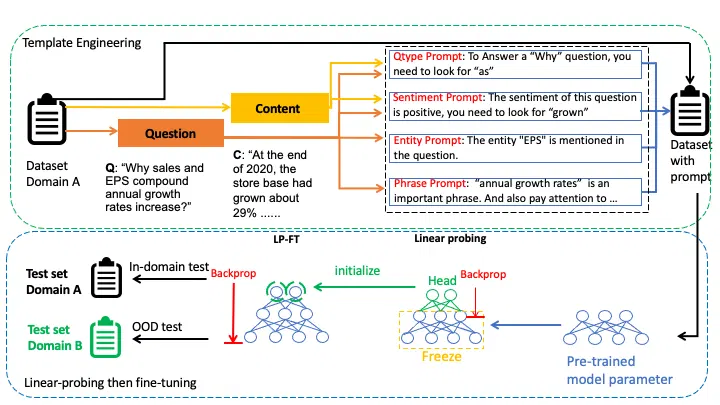 Template Engineering
Qtype Prompt: To Answer a “Why” question, you
need to look for “as”
Sentiment Prompt: The sentiment of this question
is positive, you need to look for “grown”
Entity Prompt: The entity "EPS" is mentioned in
the question.
Phrase Prompt: “annual growth rates” is an
important phrase. And also pay attention to ...
Content
Question
Dataset
Domain A
Q: “Why sales and
EPS compound
annual growth
rates increase?”
C: “At the end
of 2020, the
store base had
grown about
29% ......
Dataset
with
prompt
LP-FT
Linear probing
Test set
Domain A
In-domain test
Backprop
initialize
Head
Backprop
Test set
Domain B
OOD test
Freeze
Pre-trained
model parameter
Linear-probing then fine-tuning